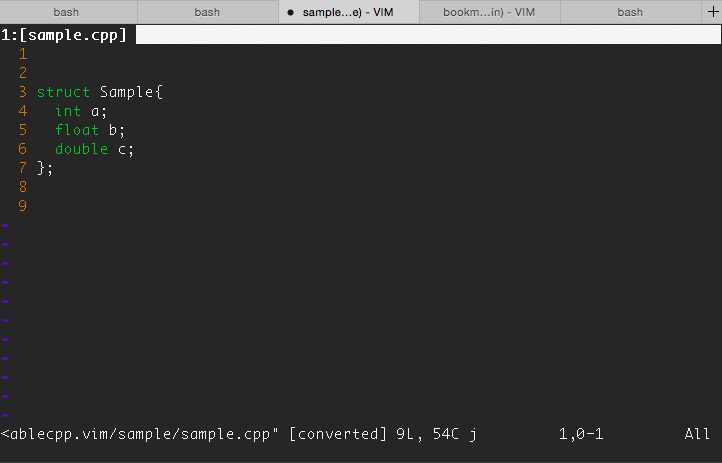 bash bash ● sample...e) - VIM bookm...in) - VIM bash +
1:[sample.cpp]
1
2
3 struct Sample{
4   int a;
5   float b;
6   double c;
7 };
8
9
~
~
~
~
~
~
~
~
~
~
~
<ablecpp.vim/sample/sample.cpp" [converted] 9L, 54C j 1,0-1 All